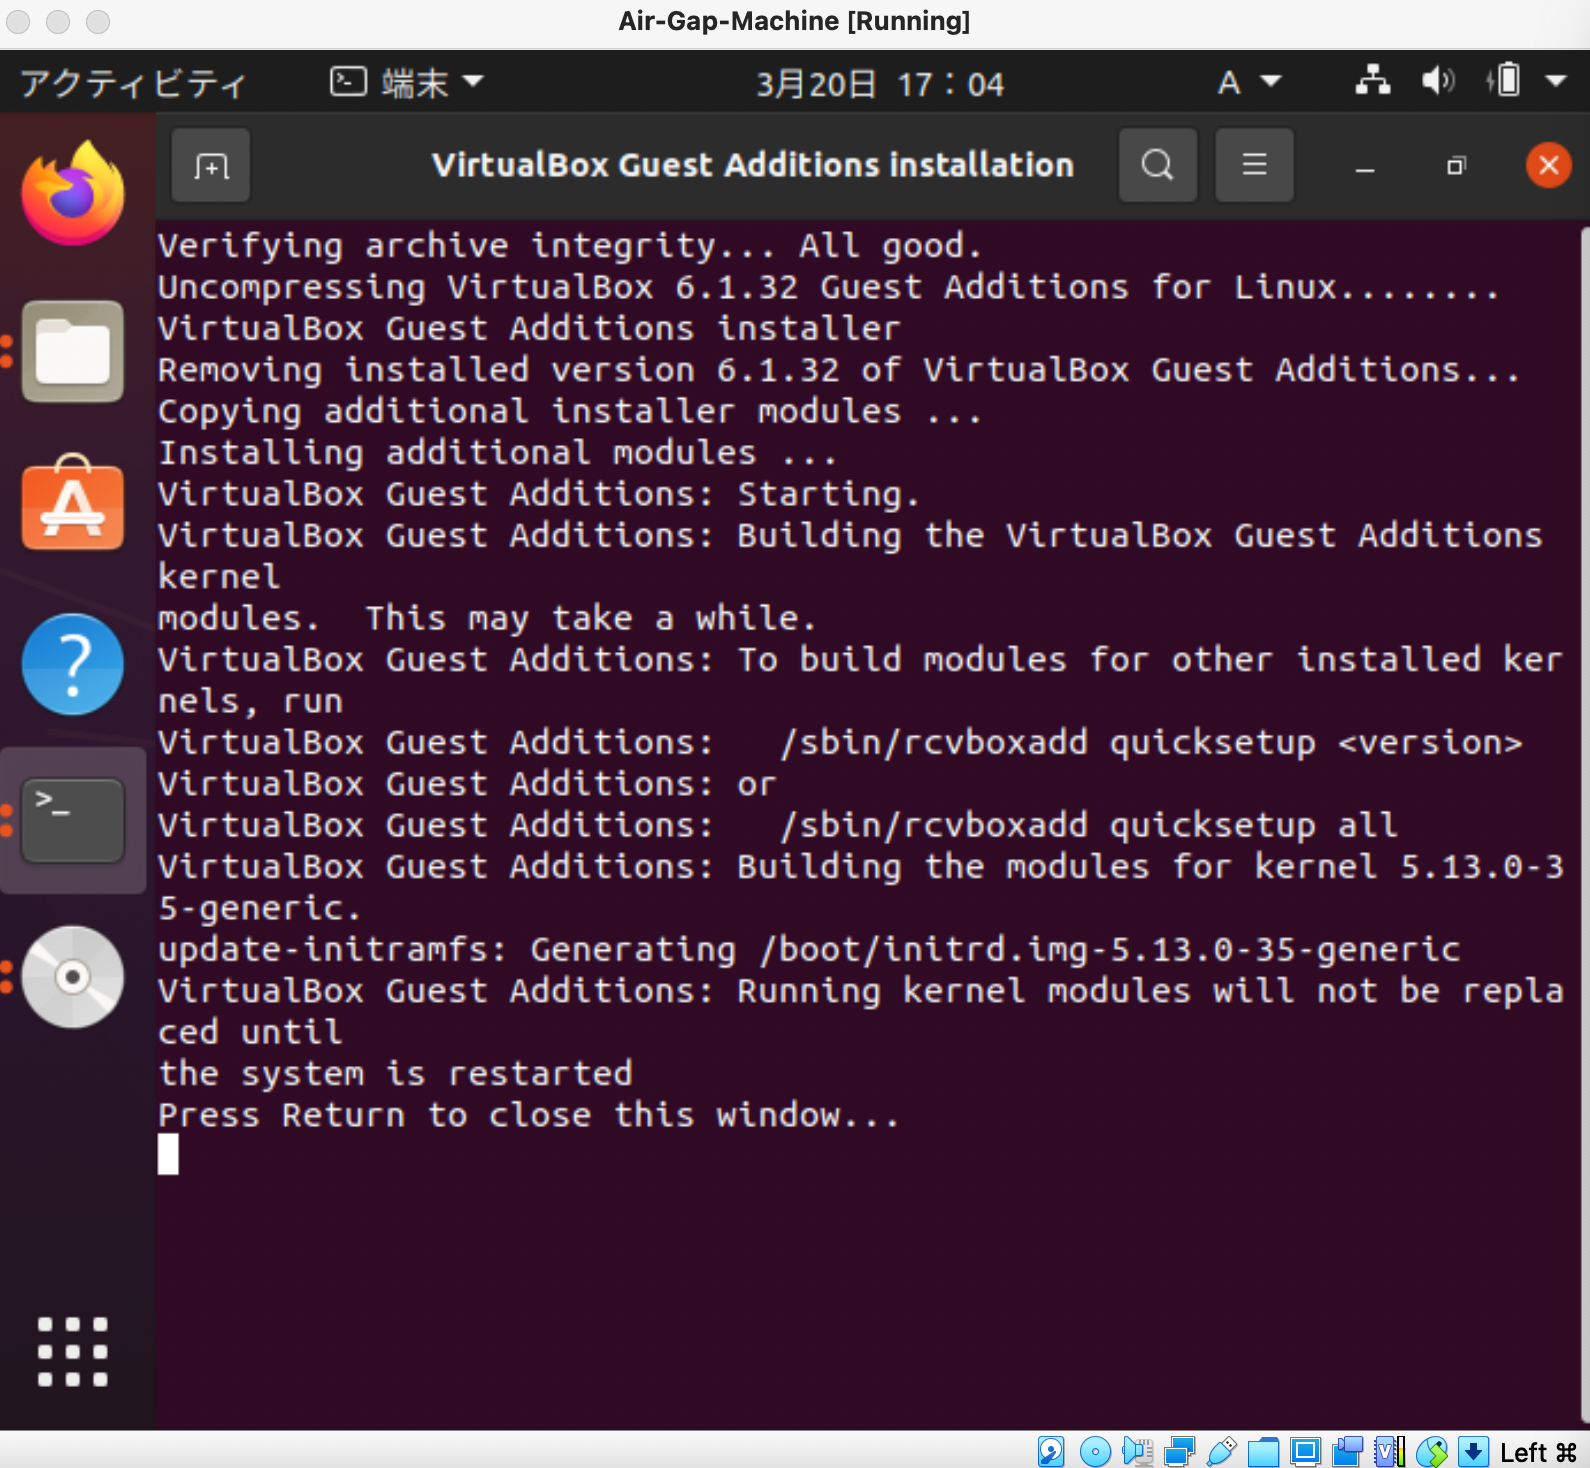 Air-Gap-Machine [Running]
アクティビティ 端末 3月20日 17：04 A
VirtualBox Guest Additions installation
Verifying archive integrity... All good.
Uncompressing VirtualBox 6.1.32 Guest Additions for Linux........
VirtualBox Guest Additions installer
Removing installed version 6.1.32 of VirtualBox Guest Additions...
Copying additional installer modules ...
Installing additional modules ...
VirtualBox Guest Additions: Starting.
VirtualBox Guest Additions: Building the VirtualBox Guest Additions
kernel
modules.  This may take a while.
VirtualBox Guest Additions: To build modules for other installed ker
nels, run
VirtualBox Guest Additions:   /sbin/rcvboxadd quicksetup <version>
VirtualBox Guest Additions: or
VirtualBox Guest Additions:   /sbin/rcvboxadd quicksetup all
VirtualBox Guest Additions: Building the modules for kernel 5.13.0-3
5-generic.
update-initramfs: Generating /boot/initrd.img-5.13.0-35-generic
VirtualBox Guest Additions: Running kernel modules will not be repla
ced until
the system is restarted
Press Return to close this window...
Left ⌘